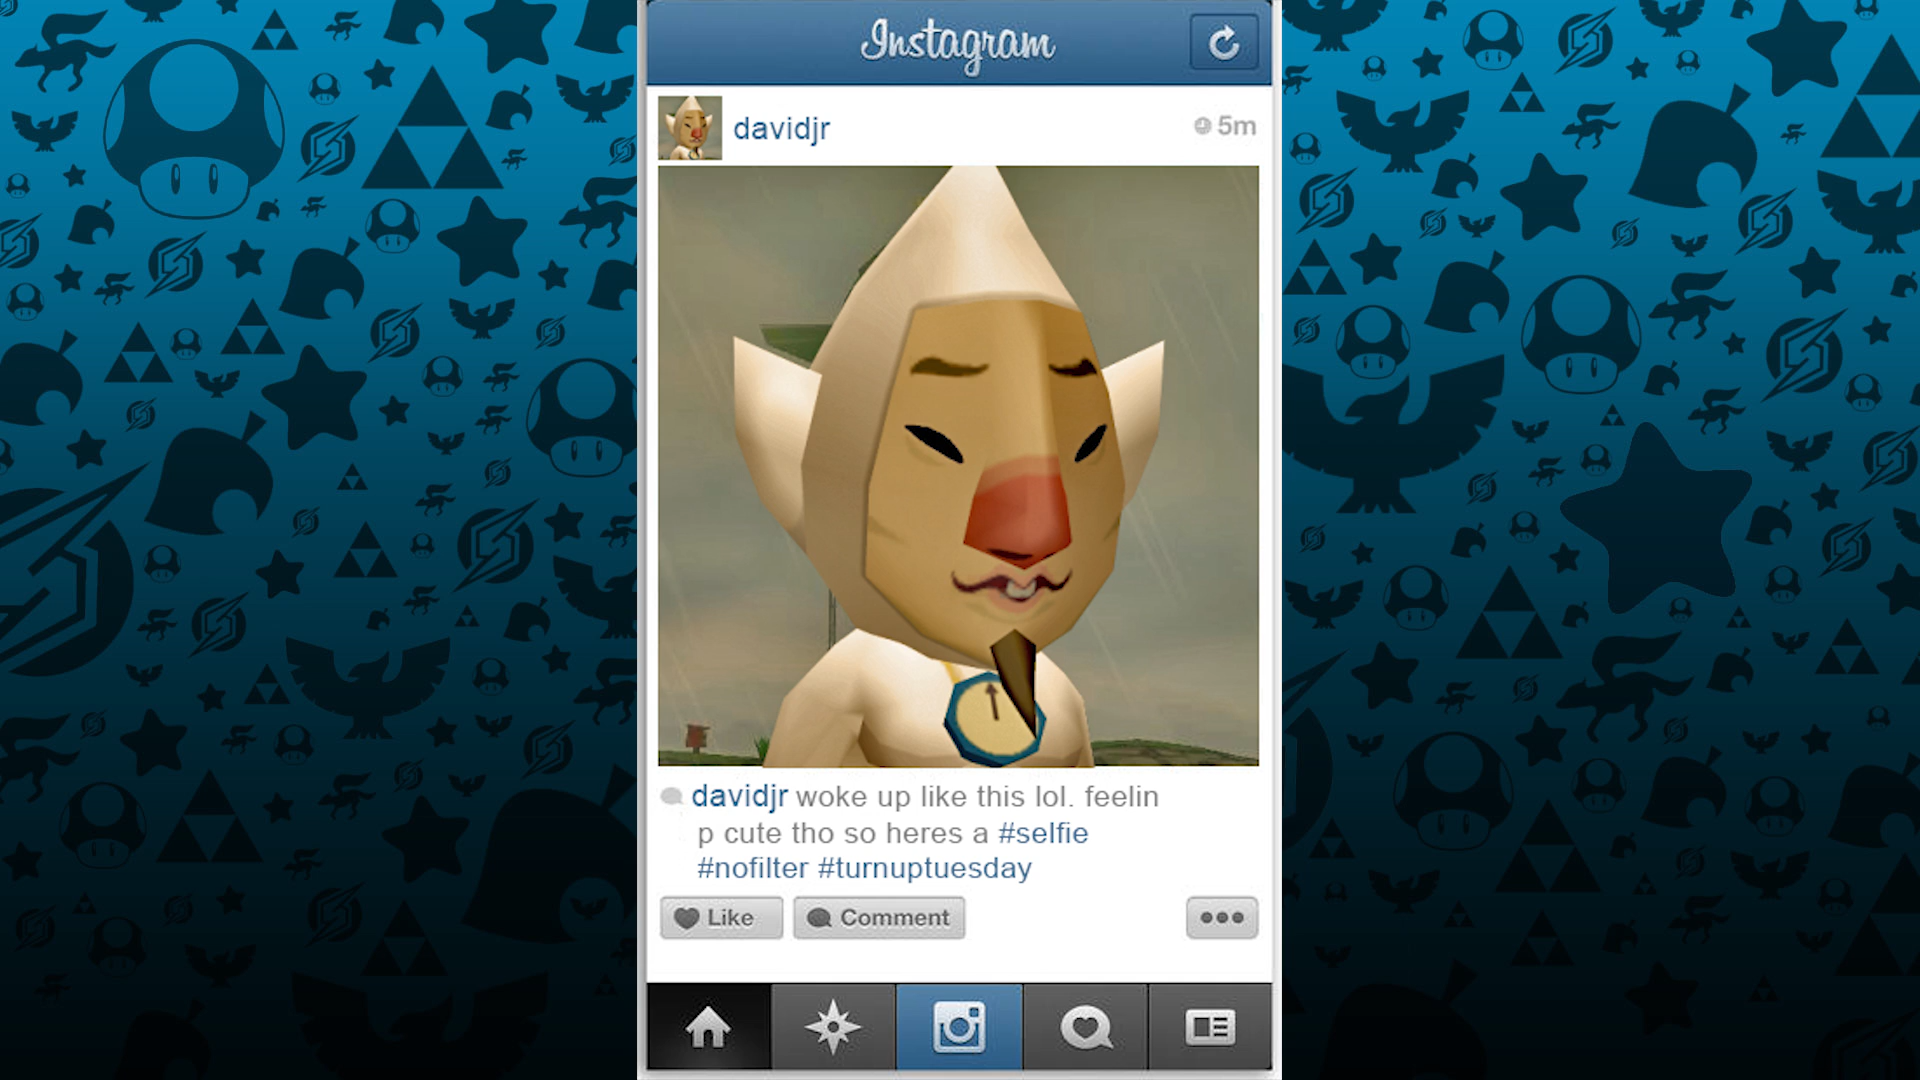 Instagram
davidjr
5m
davidjr woke up like this lol. feelin
p cute tho so heres a #selfie
#nofilter #turnuptuesday
Like
Comment